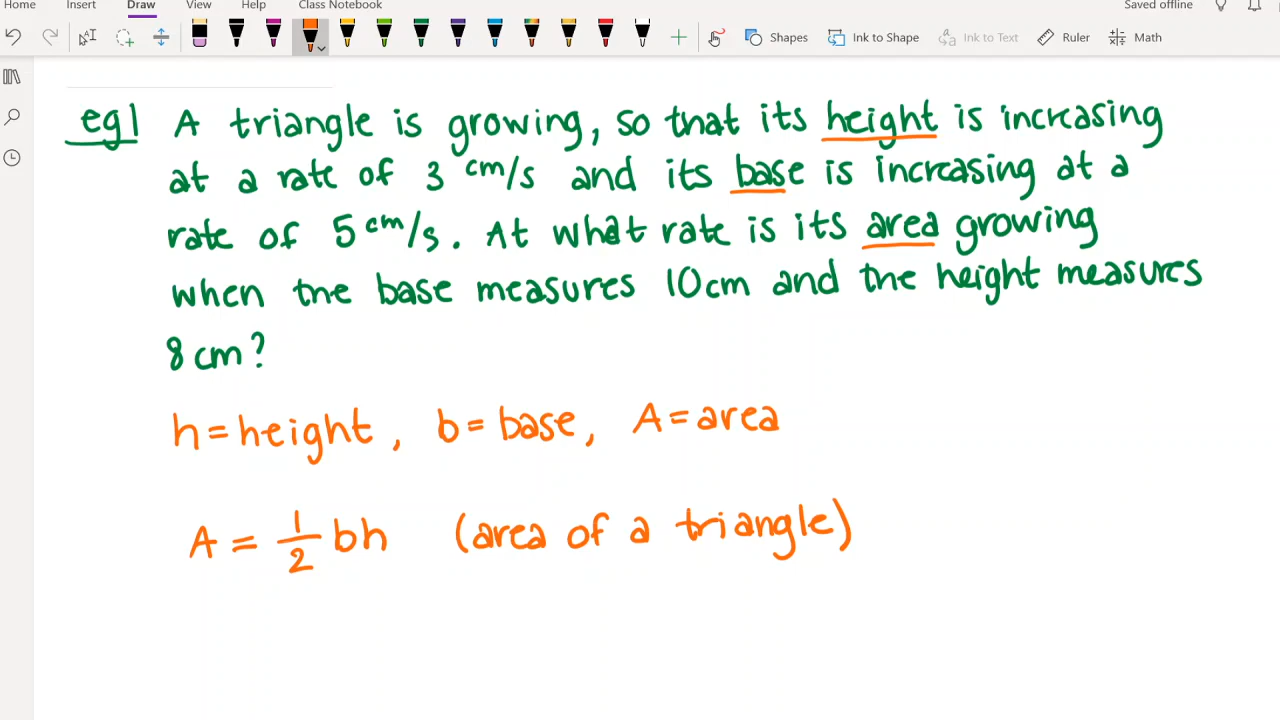 Home Insert Draw History Review View Help Class Notebook Saved offline
Shapes Ink to Shape Ink to Text Ruler Math
eg1 A triangle is growing, so that its height is increasing
at a rate of 3 cm/s and its base is increasing at a
rate of 5 cm/s. At what rate is its area growing
when the base measures 10cm and the height measures
8cm?
h = height, b = base, A = area
A = 1/2 bh (area of a triangle)